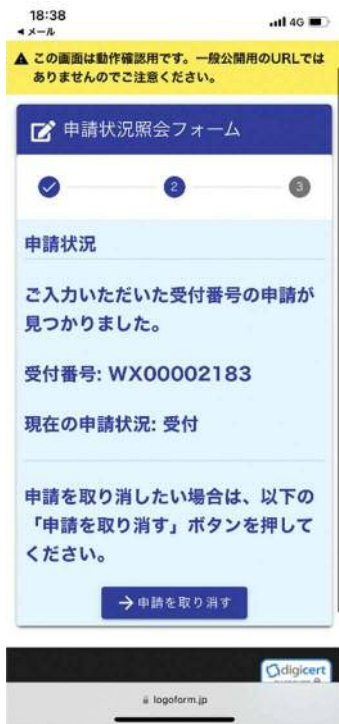 18:38
4G
メール
この画面は動作確認用です。一般公開用のURLでは
ありませんのでご注意ください。
申請状況照会フォーム
2
3
申請状況
ご入力いただいた受付番号の申請が
見つかりました。
受付番号: WX00002183
現在の申請状況: 受付
申請を取り消したい場合は、以下の
「申請を取り消す」ボタンを押して
ください。
申請を取り消す
digicert
logoform.jp